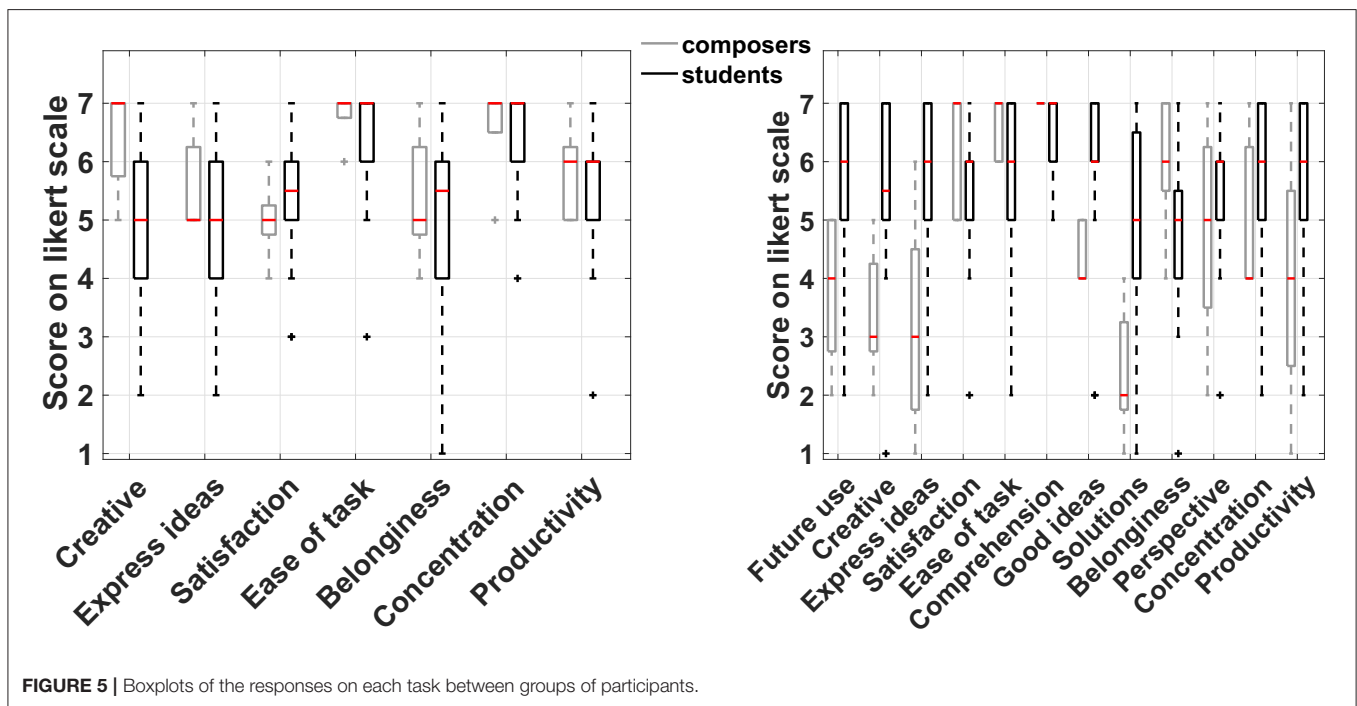 composers
students
Score on likert scale
7
6
5
4
3
2
1
Creative
Express ideas
Satisfaction
Ease of task
Belonginess
Concentration
Productivity
Score on likert scale
7
6
5
4
3
2
1
Future use
Creative
Express ideas
Satisfaction
Ease of task
Comprehension
Good ideas
Solutions
Belonginess
Perspective
Concentration
Productivity
FIGURE 5 | Boxplots of the responses on each task between groups of participants.